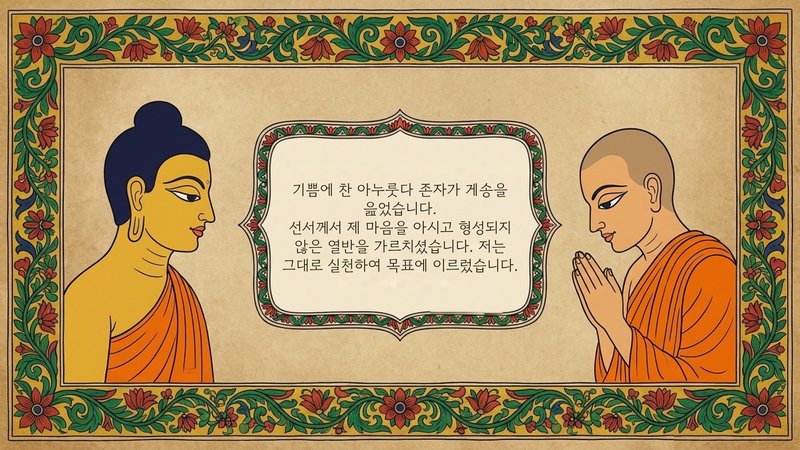 기쁨에 찬 아누룻다 존자가 게송을
읊었습니다.
선서께서 제 마음을 아시고 형성되지
않은 열반을 가르치셨습니다. 저는
그대로 실천하여 목표에 이르렀습니다.